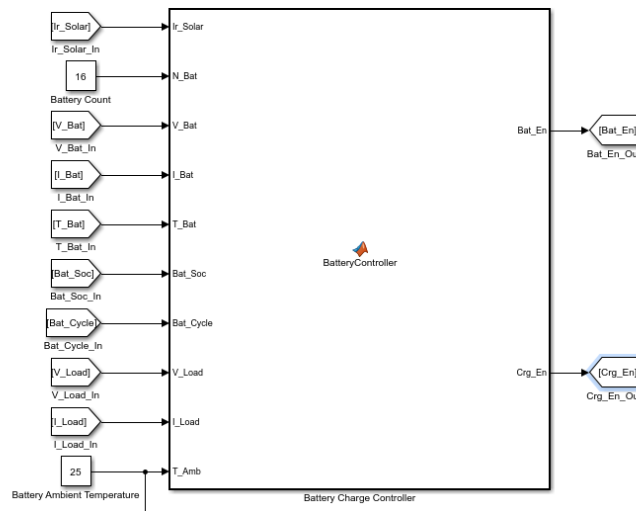 [Ir_Solar]
Ir_Solar
Ir_Solar_In
16
N_Bat
Battery Count
[V_Bat]
V_Bat
V_Bat_In
Bat_En
[Bat_En]
Bat_En_Ou
[I_Bat]
I_Bat
I_Bat_In
[T_Bat]
T_Bat
T_Bat_In
BatteryController
[Bat_Soc]
Bat_Soc
Bat_Soc_In
[Bat_Cycle]
Bat_Cycle
Bat_Cycle_In
[V_Load]
V_Load
V_Load_In
Crg_En
[Crg_En]
Crg_En_Ou
[I_Load]
I_Load
I_Load_In
25
T_Amb
Battery Ambient Temperature
Battery Charge Controller